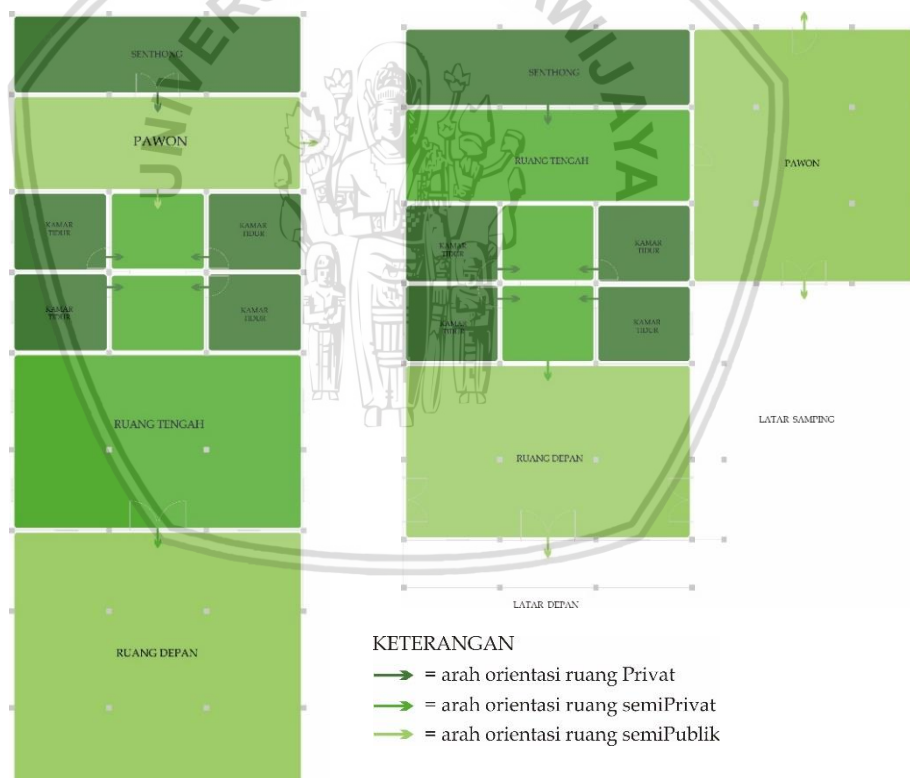 UNIVERSITAS BRAWIJAYA
SENTHONG
PAWON
KAMAR
TIDUR
KAMAR
TIDUR
KAMAR
TIDUR
KAMAR
TIDUR
RUANG TENGAH
RUANG DEPAN
SENTHONG
RUANG TENGAH
PAWON
KAMAR
TIDUR
KAMAR
TIDUR
KAMAR
TIDUR
KAMAR
TIDUR
RUANG DEPAN
LATAR SAMPING
LATAR DEPAN
KETERANGAN
= arah orientasi ruang Privat
= arah orientasi ruang semiPrivat
= arah orientasi ruang semiPublik